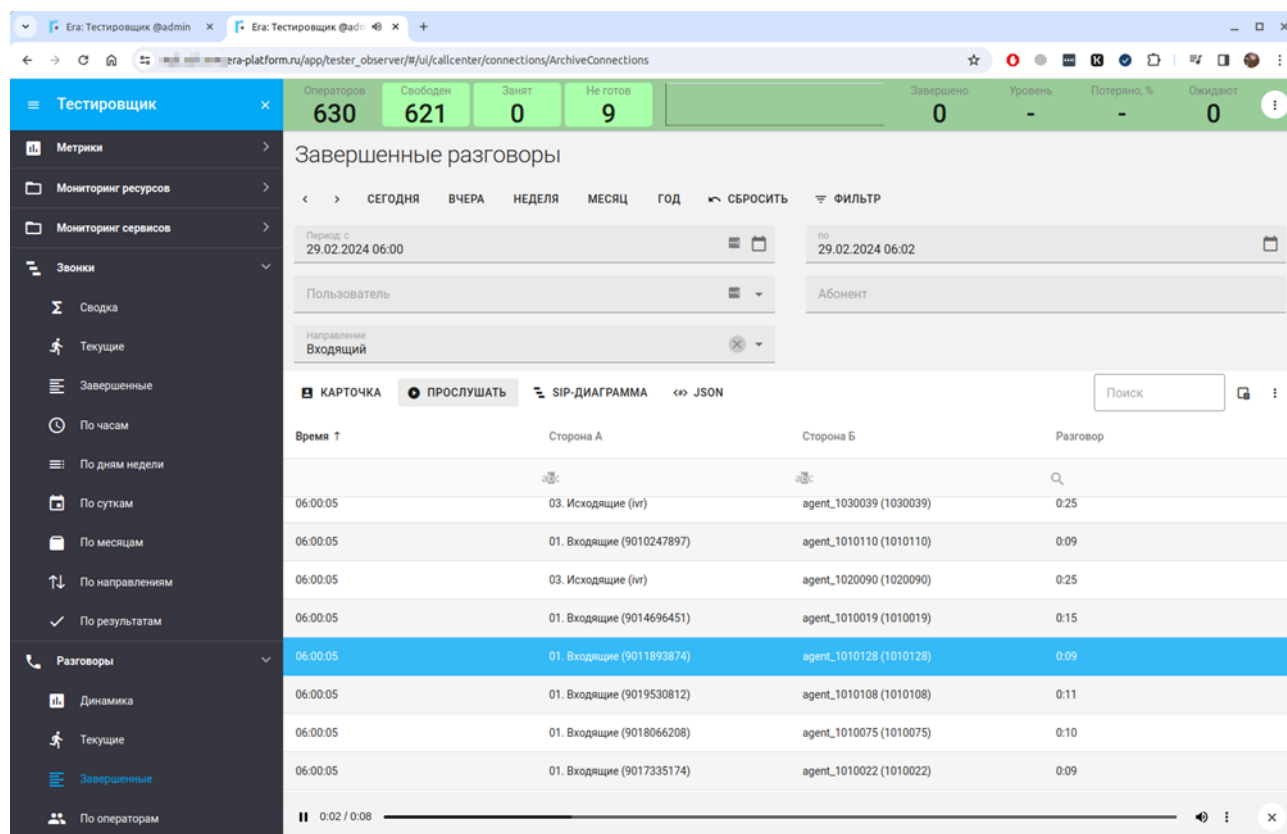 Era: Тестировщик @admin
Era: Тестировщик @adm
era-platform.ru/app/tester_observer/#/ui/callcenter/connections/ArchiveConnections
Тестировщик
Операторов 630
Свободен 621
Занят 0
Не готов 9
Завершено 0
Уровень -
Потеряно, % -
Ожидают 0
Метрики
Мониторинг ресурсов
Мониторинг сервисов
Звонки
Сводка
Текущие
Завершенные
По часам
По дням недели
По суткам
По месяцам
По направлениям
По результатам
Разговоры
Динамика
Текущие
Завершенные
По операторам
Завершенные разговоры
СЕГОДНЯ ВЧЕРА НЕДЕЛЯ МЕСЯЦ ГОД СБРОСИТЬ ФИЛЬТР
Период: с
29.02.2024 06:00
по
29.02.2024 06:02
Пользователь
Абонент
Направление
Входящий
КАРТОЧКА ПРОСЛУШАТЬ SIP-ДИАГРАММА JSON
Поиск
Время ↑ Сторона А Сторона Б Разговор
06:00:05 03. Исходящие (ivr) agent_1030039 (1030039) 0:25
06:00:05 01. Входящие (9010247897) agent_1010110 (1010110) 0:09
06:00:05 03. Исходящие (ivr) agent_1020090 (1020090) 0:25
06:00:05 01. Входящие (9014696451) agent_1010019 (1010019) 0:15
06:00:05 01. Входящие (9011893874) agent_1010128 (1010128) 0:09
06:00:05 01. Входящие (9019530812) agent_1010108 (1010108) 0:11
06:00:05 01. Входящие (9018066208) agent_1010075 (1010075) 0:10
06:00:05 01. Входящие (9017335174) agent_1010022 (1010022) 0:09
0:02 / 0:08